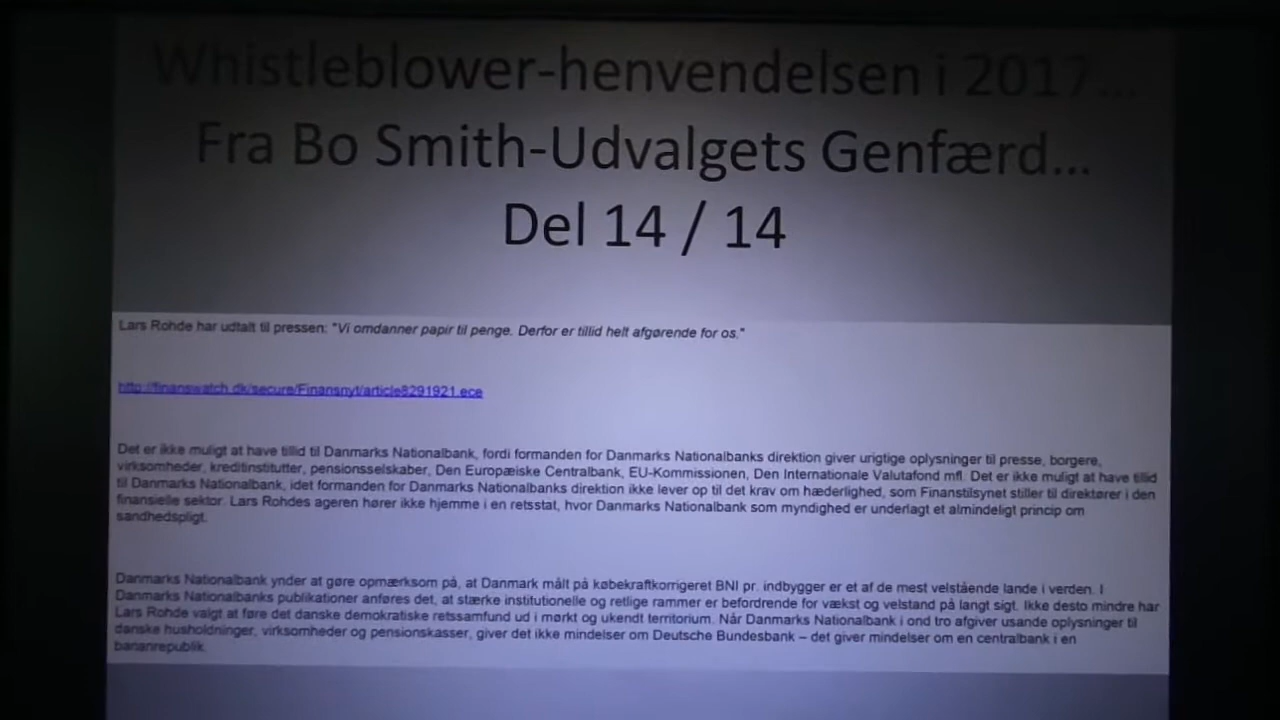 Whistleblower-henvendelsen i 2017...
Fra Bo Smith-Udvalgets Genfærd...
Del 14 / 14
Lars Rohde har udtalt til pressen: "Vi omdanner papir til penge. Derfor er tillid helt afgørende for os."
http://finanswatch.dk/secure/Finansnyt/article8291921.ece
Det er ikke muligt at have tillid til Danmarks Nationalbank, fordi formanden for Danmarks Nationalbanks direktion giver urigtige oplysninger til presse, borgere,
virksomheder, kreditinstitutter, pensionsselskaber, Den Europæiske Centralbank, EU-Kommissionen, Den Internationale Valutafond mfl. Det er ikke muligt at have tillid
til Danmarks Nationalbank, idet formanden for Danmarks Nationalbanks direktion ikke lever op til det krav om hæderlighed, som Finanstilsynet stiller til direktører i den
finansielle sektor. Lars Rohdes ageren hører ikke hjemme i en retsstat, hvor Danmarks Nationalbank som myndighed er underlagt et almindeligt princip om
sandhedspligt.
Danmarks Nationalbank ynder at gøre opmærksom på, at Danmark målt på købekraftkorrigeret BNI pr. indbygger er et af de mest velstående lande i verden. I
Danmarks Nationalbanks publikationer anføres det, at stærke institutionelle og retlige rammer er befordrende for vækst og velstand på langt sigt. Ikke desto mindre har
Lars Rohde valgt at føre det danske demokratiske retssamfund ud i mørkt og ukendt territorium. Når Danmarks Nationalbank i ond tro afgiver usande oplysninger til
danske husholdninger, virksomheder og pensionskasser, giver det ikke mindelser om Deutsche Bundesbank – det giver mindelser om en centralbank i en
bananrepublik.